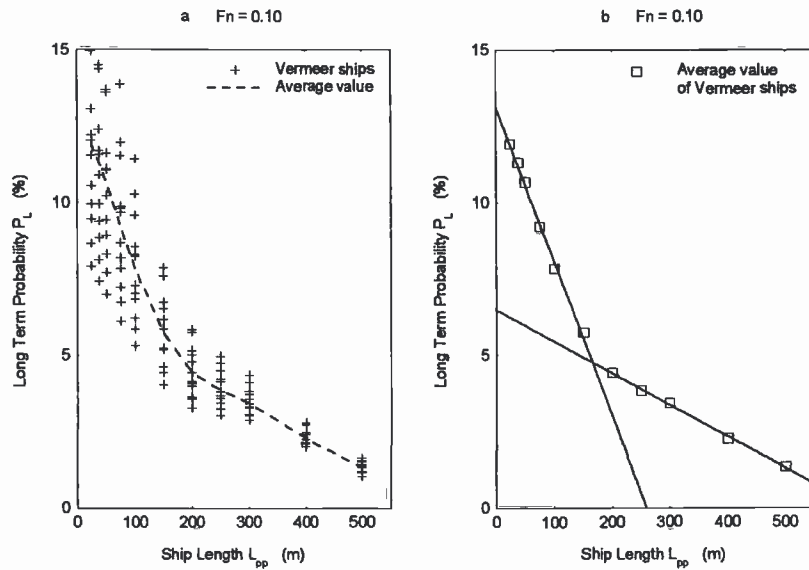 a Fn = 0.10
15
10
5
0
Long Term Probability P_L (%)
Vermeer ships
Average value
0 100 200 300 400 500
Ship Length L_pp (m)
b Fn = 0.10
15
10
5
0
Long Term Probability P_L (%)
Average value
of Vermeer ships
0 100 200 300 400 500
Ship Length L_pp (m)